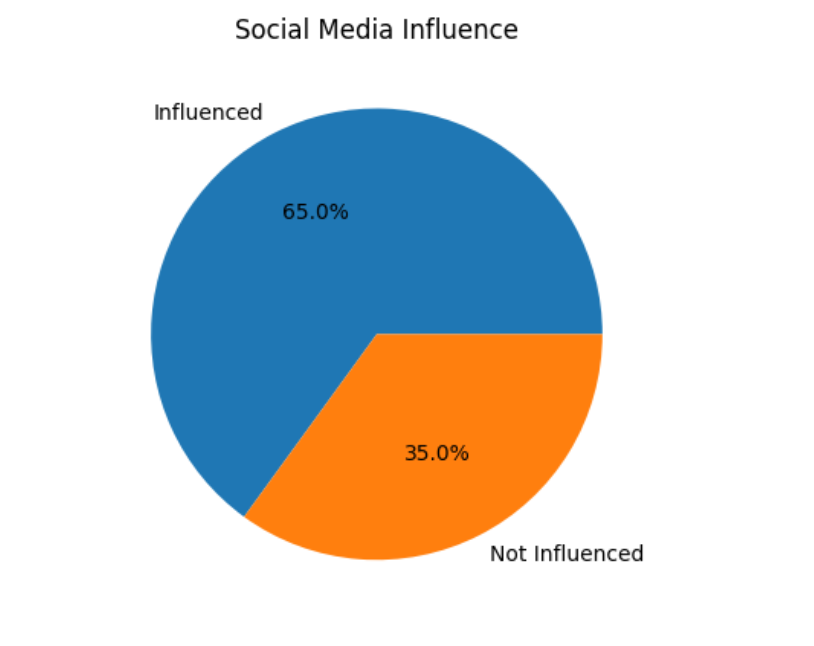 Social Media Influence
Influenced
65.0%
35.0%
Not Influenced